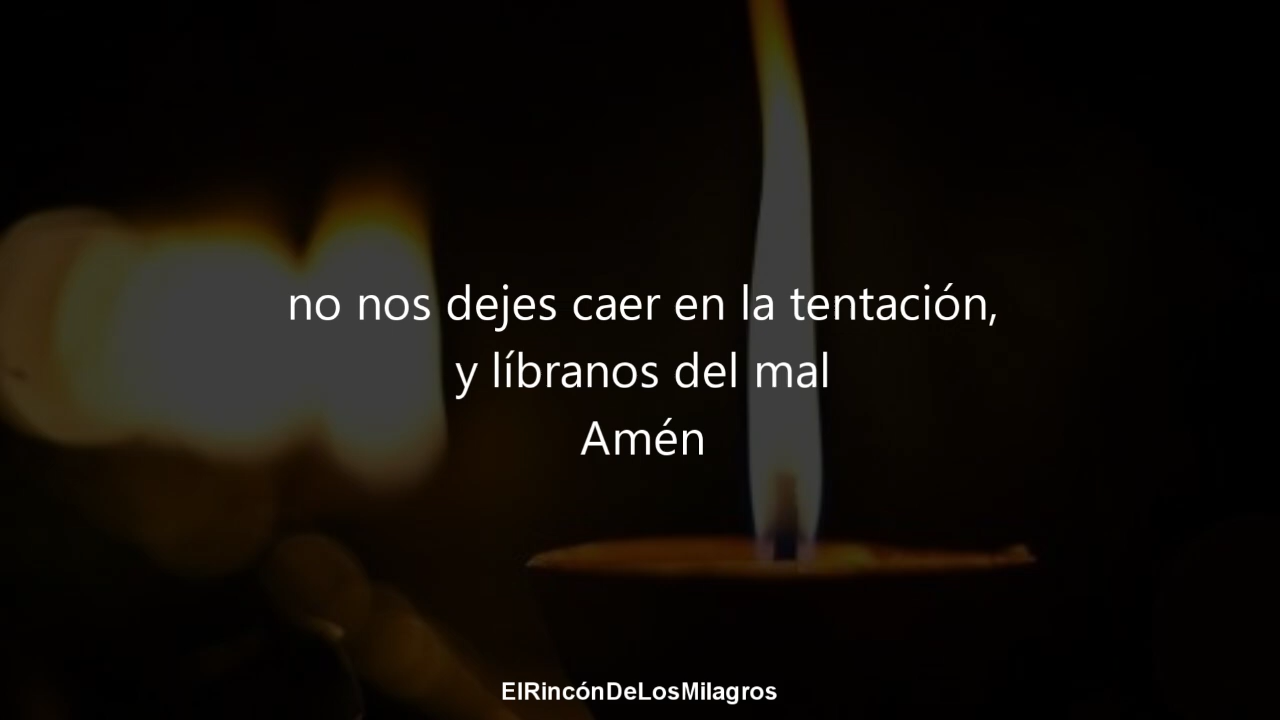 no nos dejes caer en la tentación,
y líbranos del mal
Amén
ElRincónDeLosMilagros